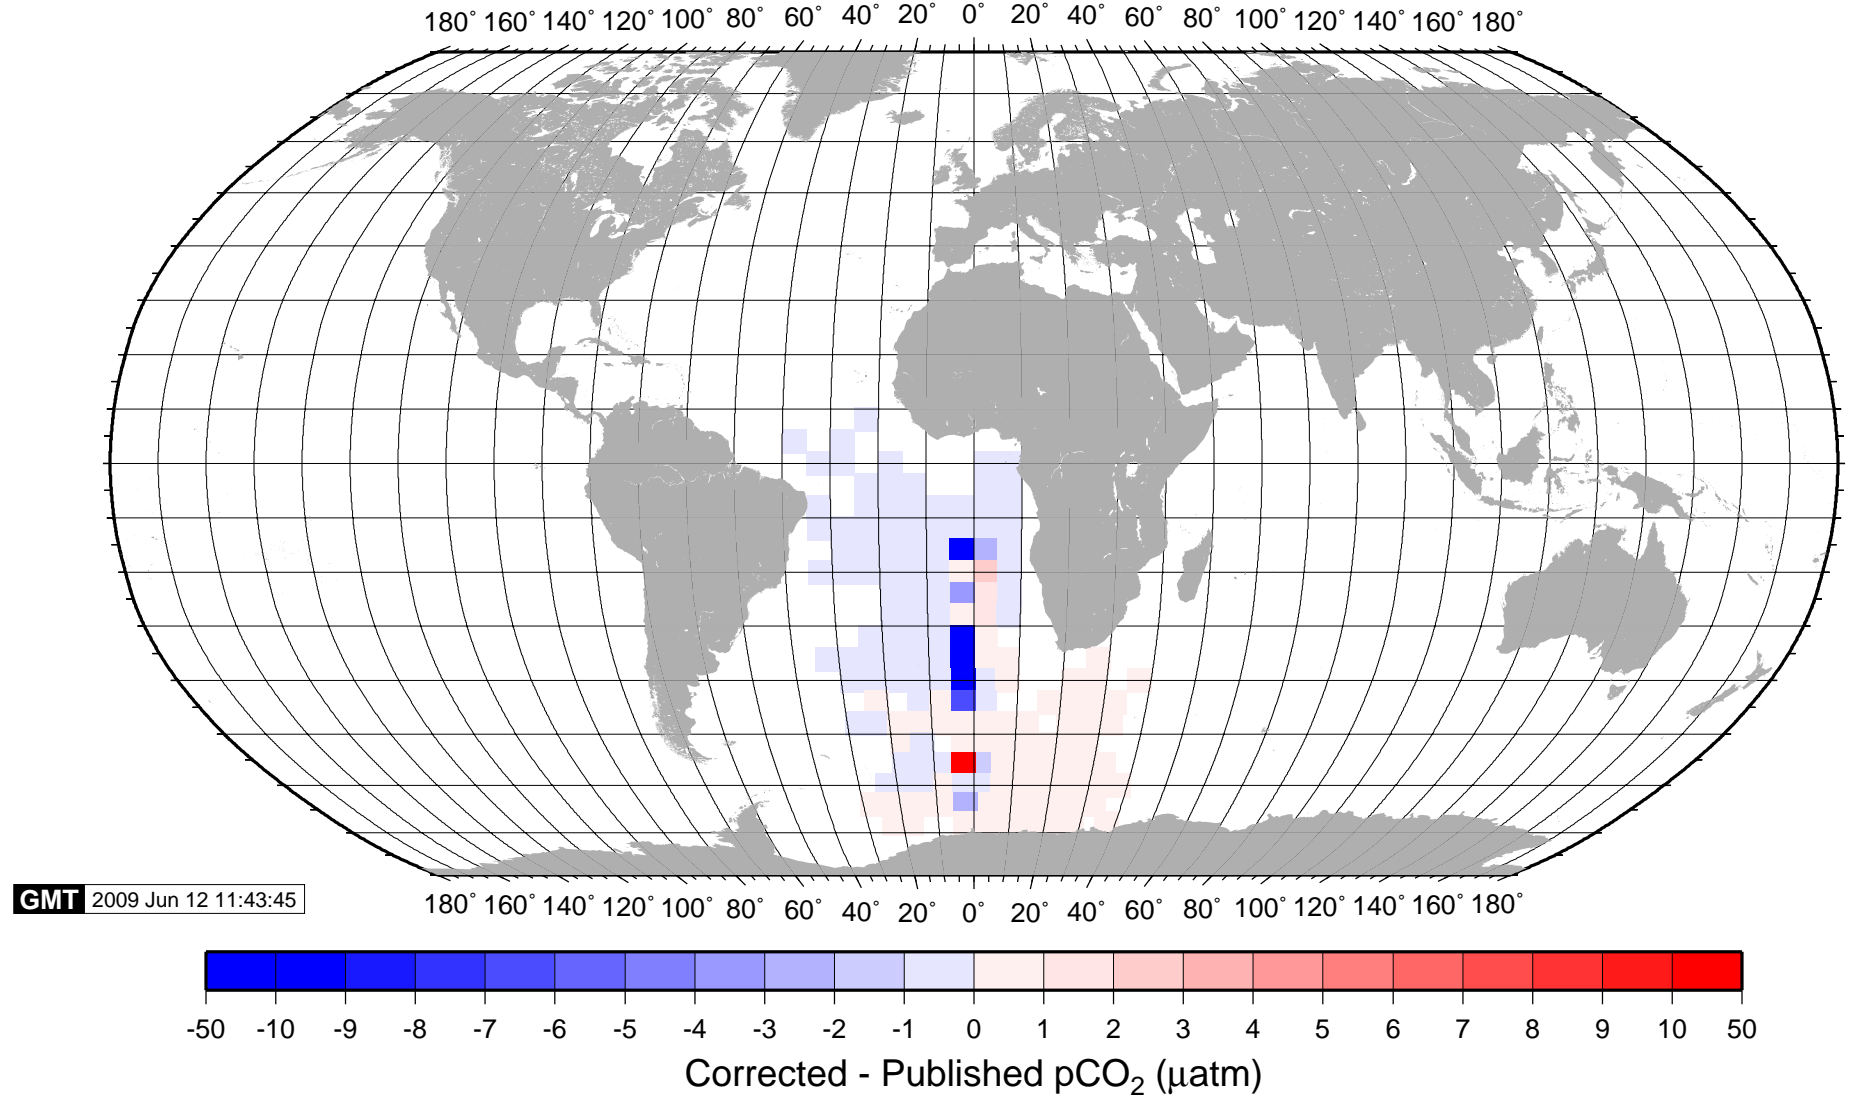 180° 160° 140° 120° 100° 80° 60° 40° 20° 0° 20° 40° 60° 80° 100° 120° 140° 160° 180°
GMT 2009 Jun 12 11:43:45
180° 160° 140° 120° 100° 80° 60° 40° 20° 0° 20° 40° 60° 80° 100° 120° 140° 160° 180°
-50 -10 -9 -8 -7 -6 -5 -4 -3 -2 -1 0 1 2 3 4 5 6 7 8 9 10 50
Corrected - Published pCO₂ (μatm)